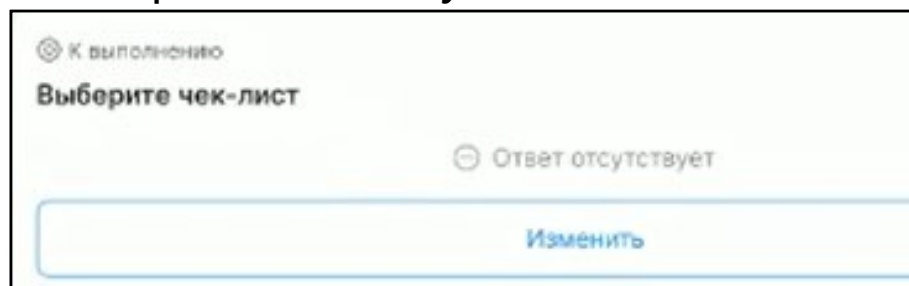 К выполнению
Выберите чек-лист
Ответ отсутствует
Изменить